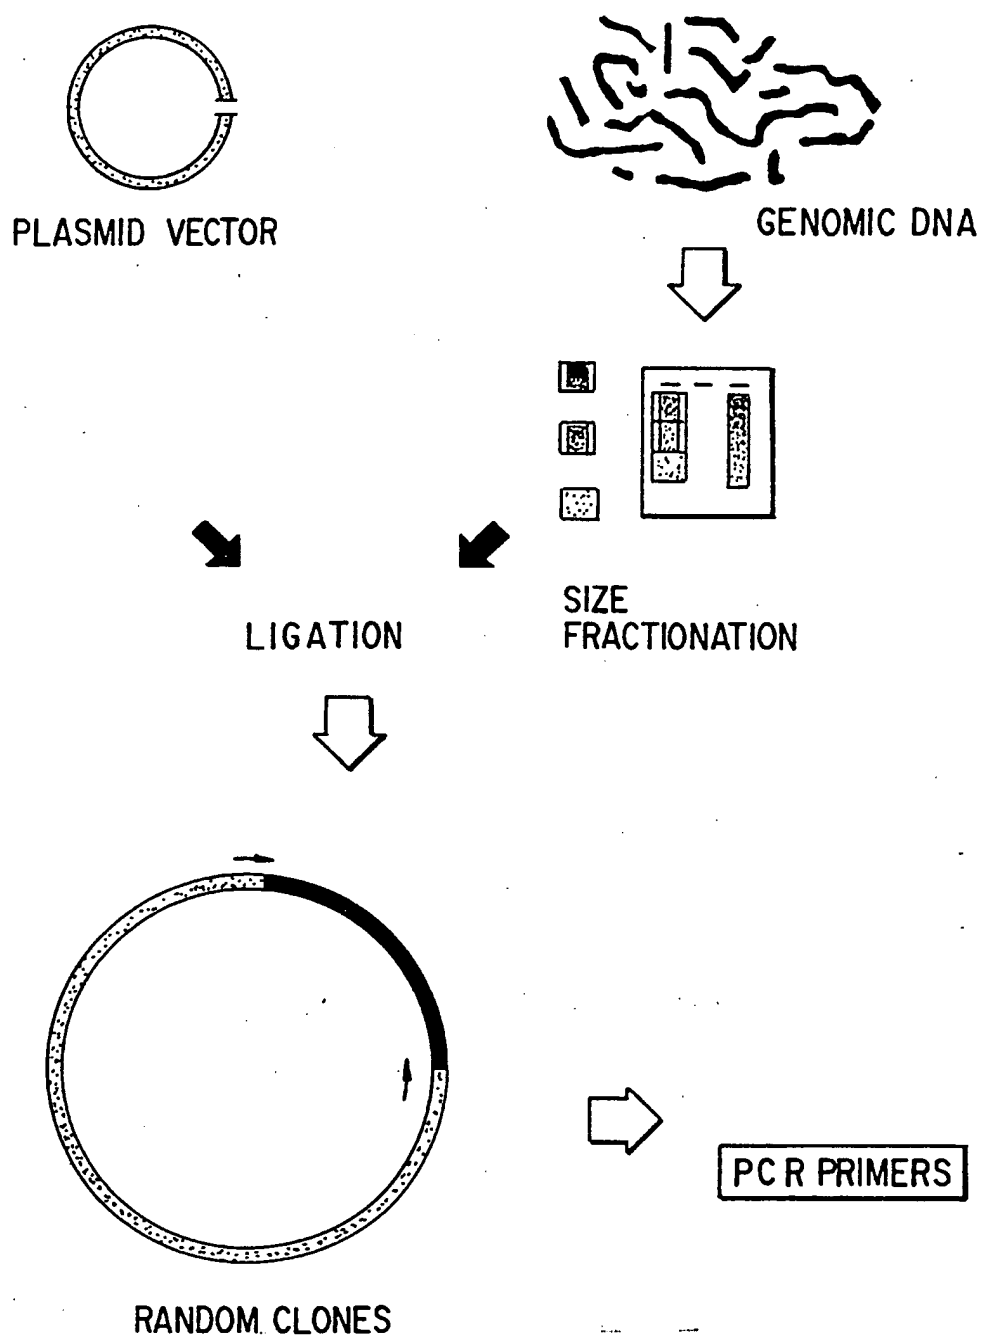 PLASMID VECTOR
GENOMIC DNA
SIZE
FRACTIONATION
LIGATION
PCR PRIMERS
RANDOM CLONES